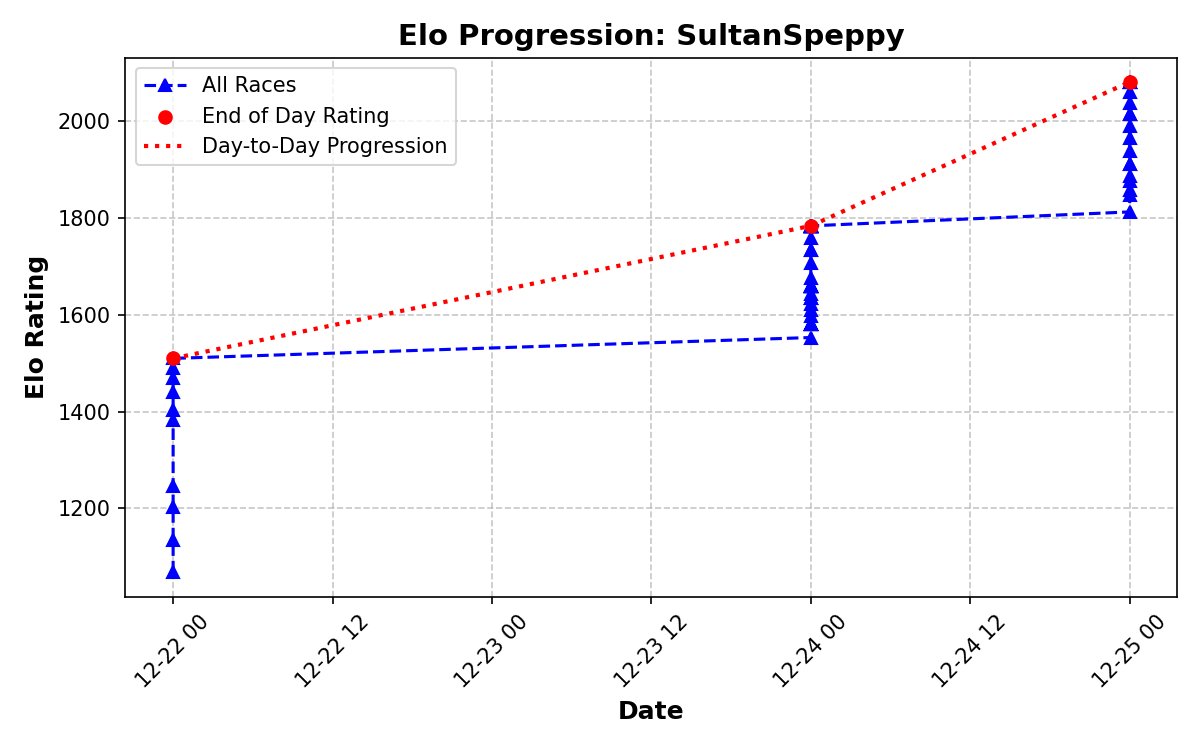 Elo Progression: SultanSpeppy
All Races
End of Day Rating
Day-to-Day Progression
Elo Rating
2000
1800
1600
1400
1200
12-22 00
12-22 12
12-23 00
12-23 12
12-24 00
12-24 12
12-25 00
Date